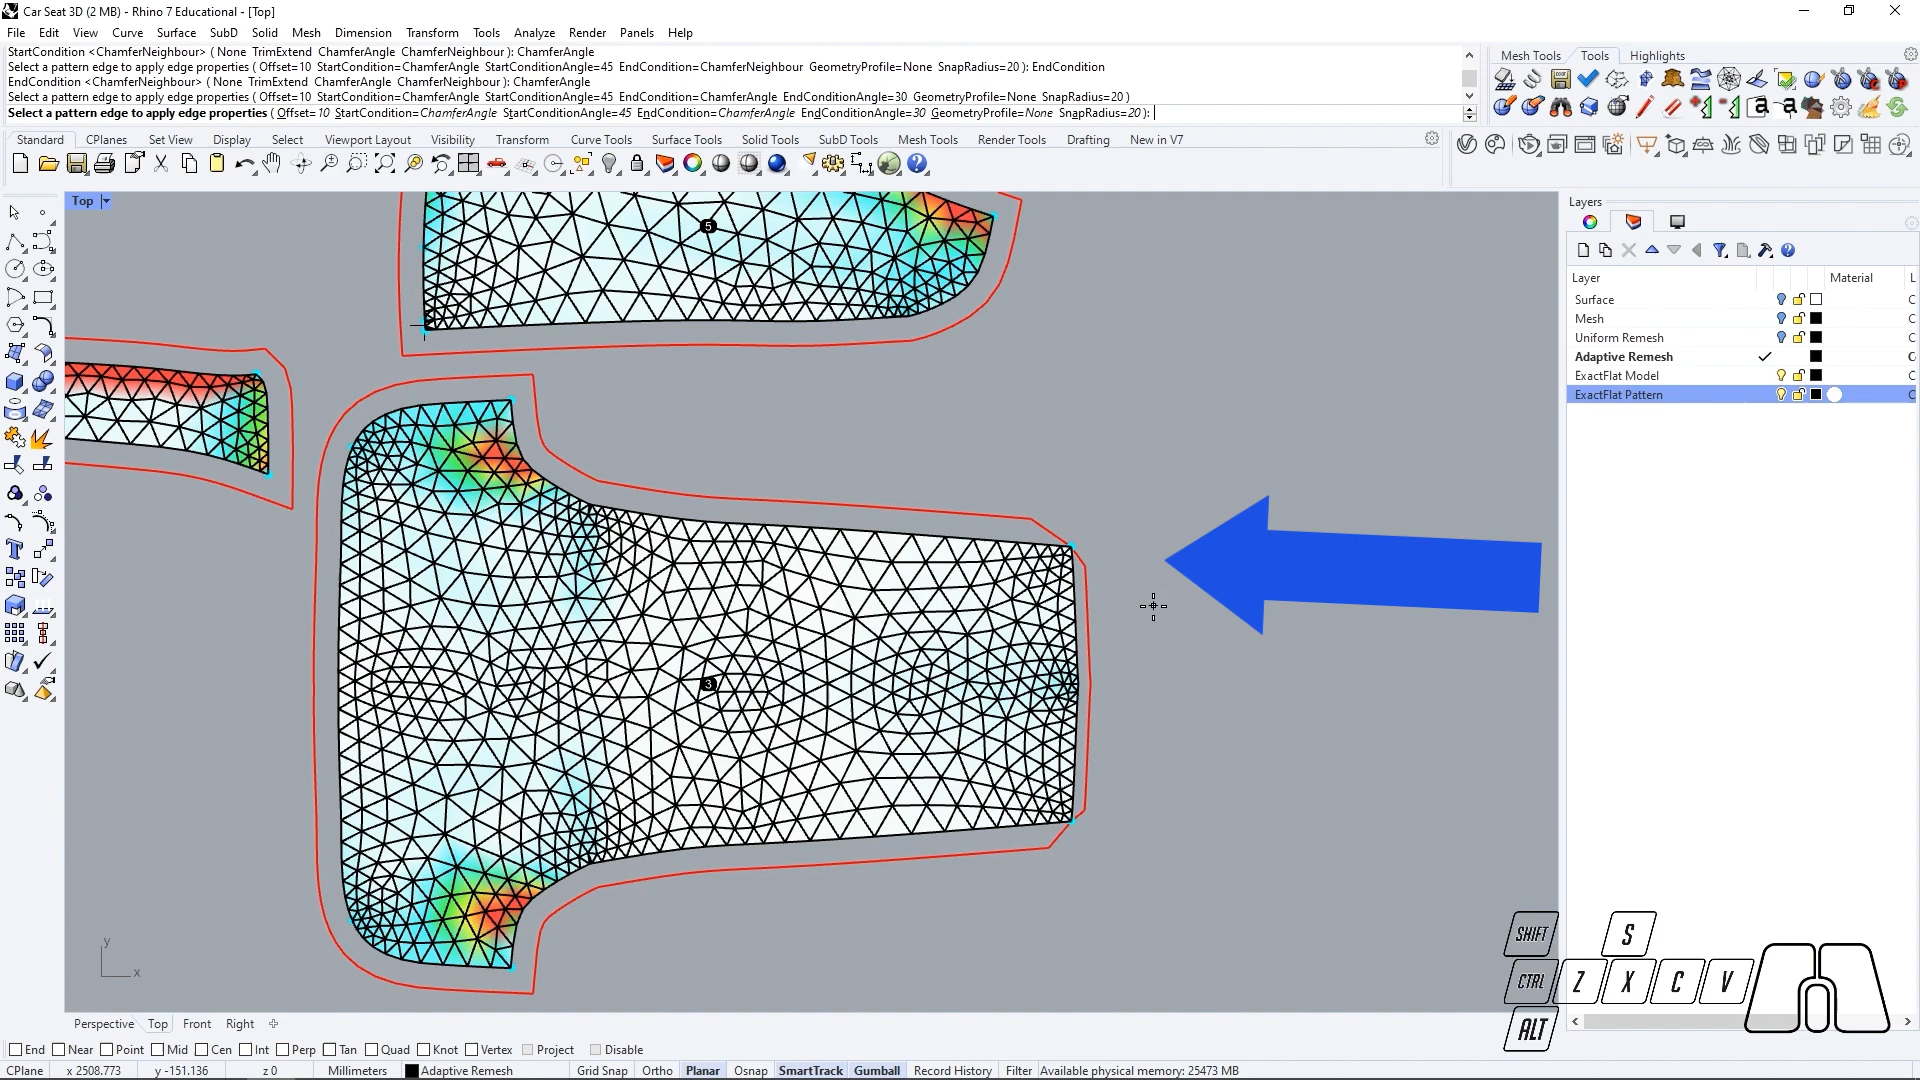 Car Seat 3D (2 MB) - Rhino 7 Educational - [Top]
File Edit View Curve Surface SubD Solid Mesh Dimension Transform Tools Analyze Render Panels Help
StartCondition <ChamferNeighbour> ( None TrimExtend ChamferAngle ChamferNeighbour ): ChamferAngle
Select a pattern edge to apply edge properties ( Offset=10 StartCondition=ChamferAngle StartConditionAngle=45 EndCondition=ChamferNeighbour GeometryProfile=None SnapRadius=20 ): EndCondition
EndCondition <ChamferNeighbour> ( None TrimExtend ChamferAngle ChamferNeighbour ): ChamferAngle
Select a pattern edge to apply edge properties ( Offset=10 StartCondition=ChamferAngle StartConditionAngle=45 EndCondition=ChamferAngle EndConditionAngle=30 GeometryProfile=None SnapRadius=20 )
Select a pattern edge to apply edge properties ( Offset=10 StartCondition=ChamferAngle StartConditionAngle=45 EndCondition=ChamferAngle EndConditionAngle=30 GeometryProfile=None SnapRadius=20 ):
Mesh Tools Tools Highlights
Standard CPlanes Set View Display Select Viewport Layout Visibility Transform Curve Tools Surface Tools Solid Tools SubD Tools Mesh Tools Render Tools Drafting New in V7
Top
5
3
y
x
Layers
Layer Material L
Surface C
Mesh C
Uniform Remesh C
Adaptive Remesh C
ExactFlat Model C
ExactFlat Pattern C
SHIFT S
CTRL Z X C V
ALT
Perspective Top Front Right
End Near Point Mid Cen Int Perp Tan Quad Knot Vertex Project Disable
CPlane x 2508.773 y -151.136 z 0 Millimeters Adaptive Remesh Grid Snap Ortho Planar Osnap SmartTrack Gumball Record History Filter Available physical memory: 25473 MB